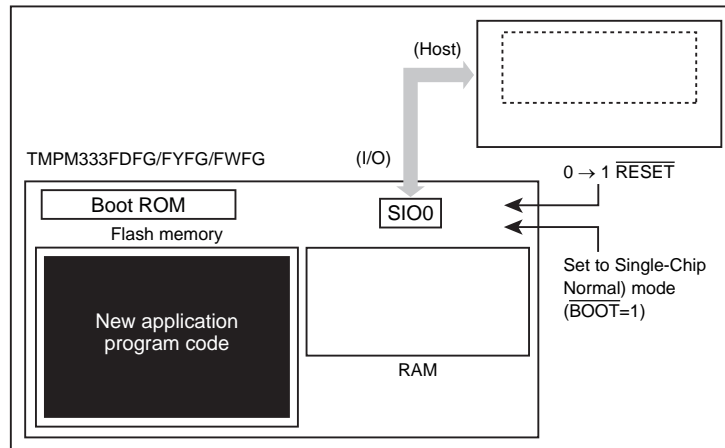 (Host)
TMPM333FDFG/FYFG/FWFG
(I/O)
0 → 1 RESET
Boot ROM
SIO0
Flash memory
Set to Single-Chip
Normal) mode
(BOOT=1)
New application
program code
RAM